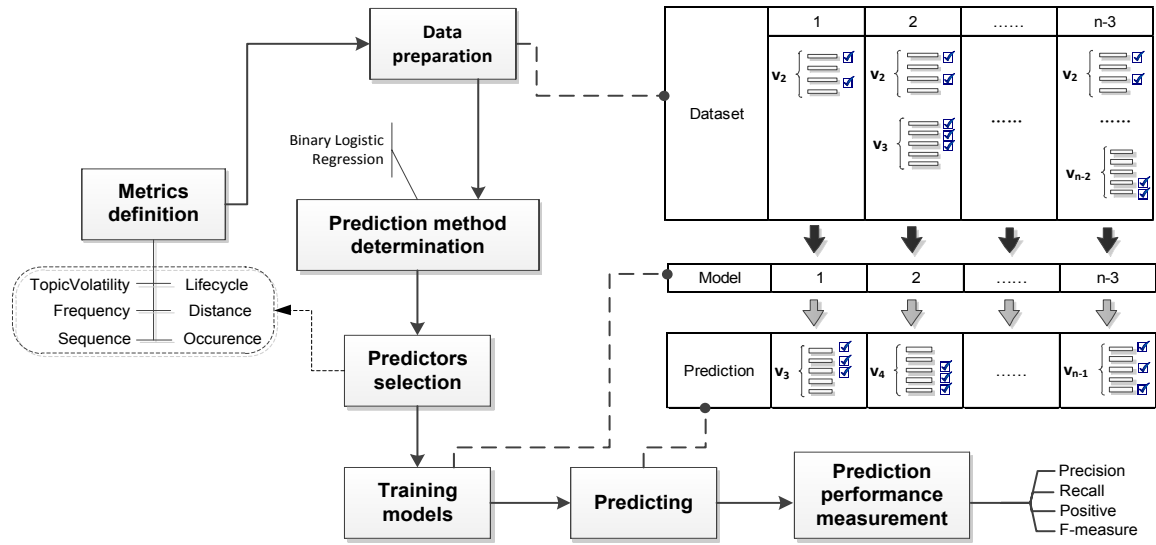 Data
preparation
Binary Logistic
Regression
Metrics
definition
Prediction method
determination
TopicVolatility
Lifecycle
Frequency
Distance
Sequence
Occurence
Predictors
selection
Training
models
Predicting
Prediction
performance
measurement
Precision
Recall
Positive
F-measure
1 2 ...... n-3
Dataset
v2 v2 v2
v3 ...... ......
vn-2
Model 1 2 ...... n-3
Prediction v3 v4 ...... vn-1